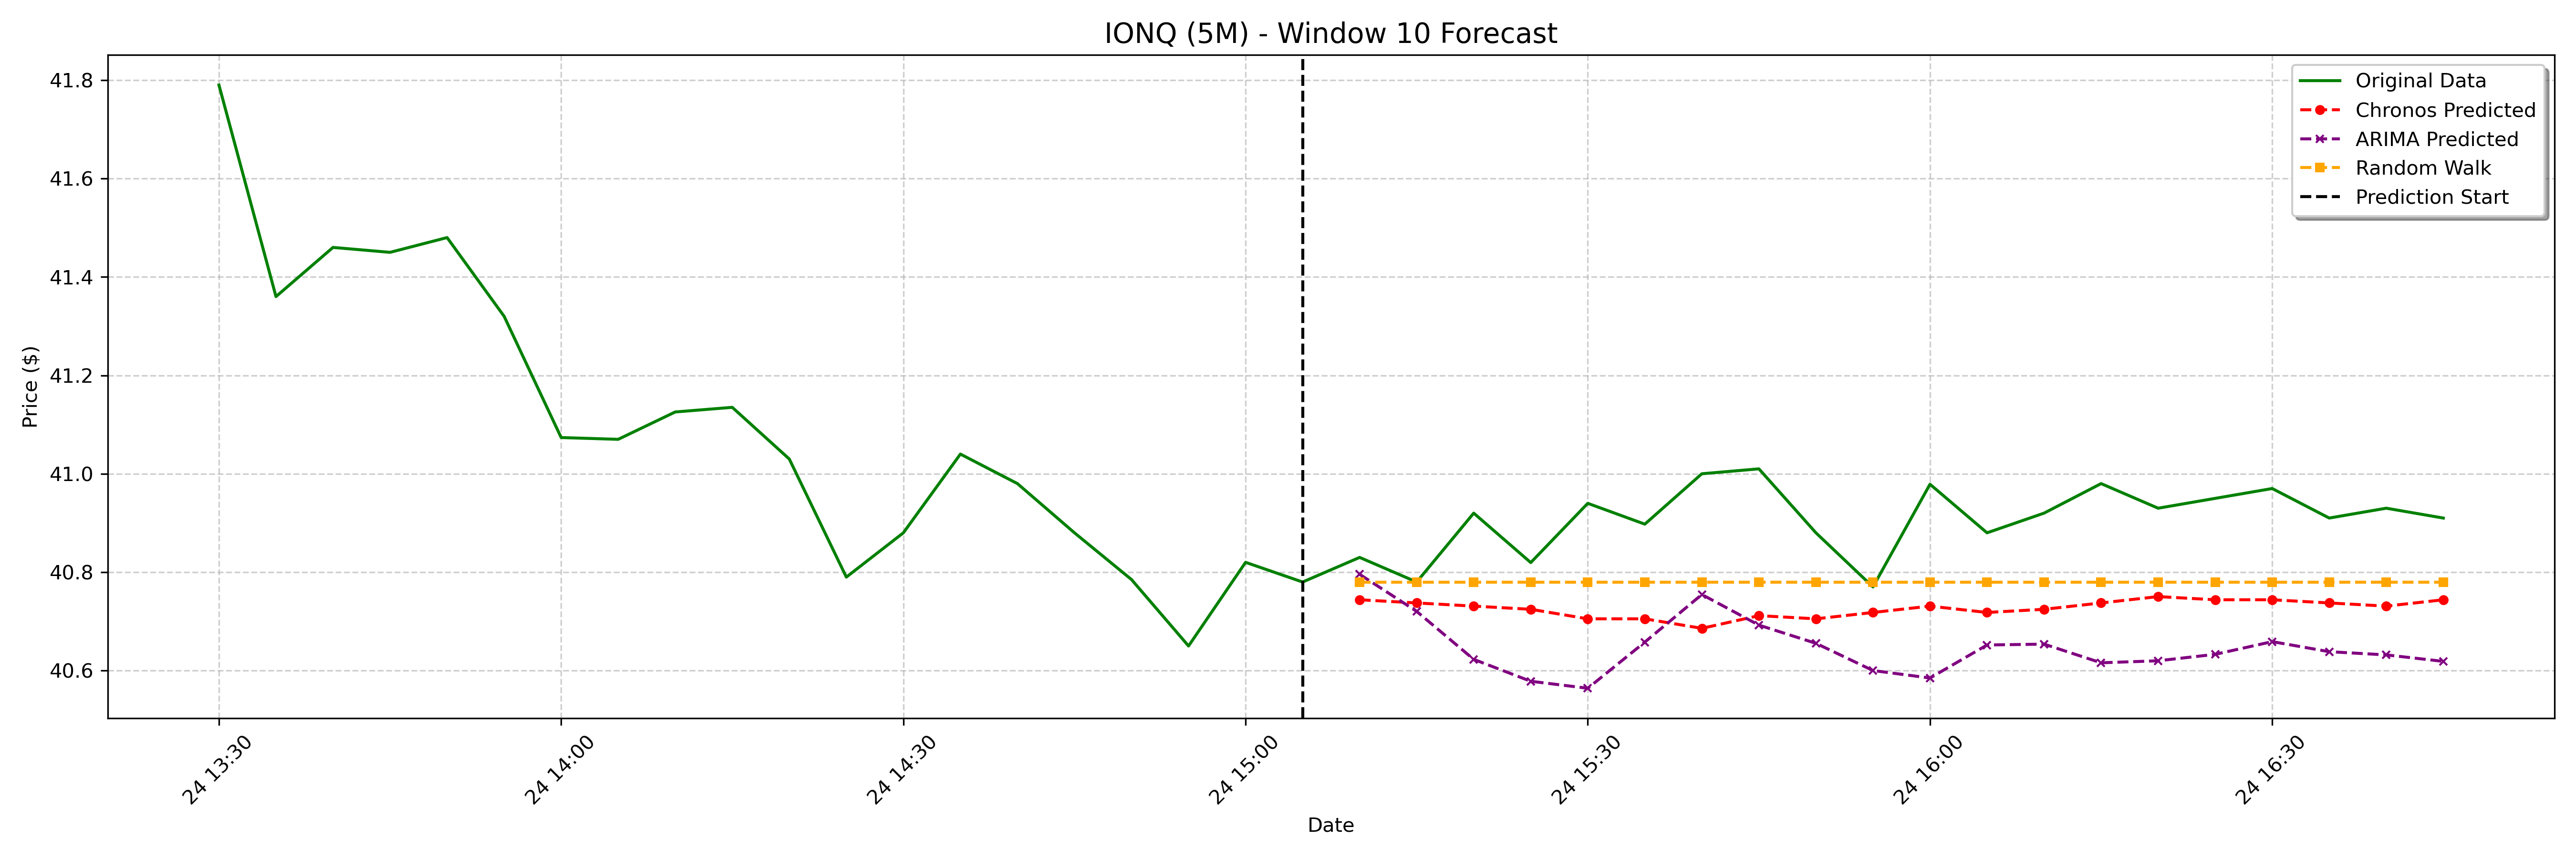 IONQ (5M) - Window 10 Forecast
Price ($)
41.8
41.6
41.4
41.2
41.0
40.8
40.6
Original Data
Chronos Predicted
ARIMA Predicted
Random Walk
Prediction Start
24 13:30
24 14:00
24 14:30
24 15:00
24 15:30
24 16:00
24 16:30
Date